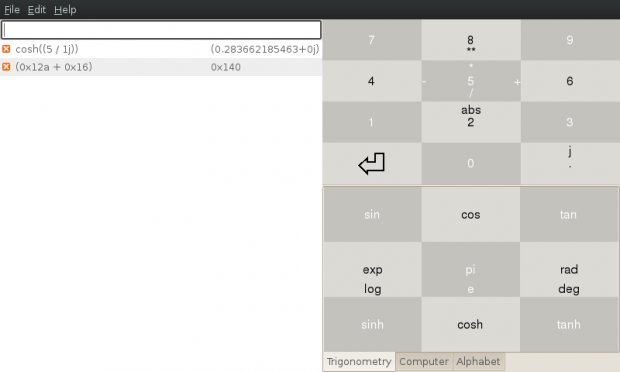 File Edit Help
cosh((5 / 1j)) (0.283662185463+0j)
(0x12a + 0x16) 0x140
7 8 9
**
*
4 - 5 + 6
/
abs
1 2 3
j
0 .
sin cos tan
exp pi rad
log e deg
sinh cosh tanh
Trigonometry Computer Alphabet